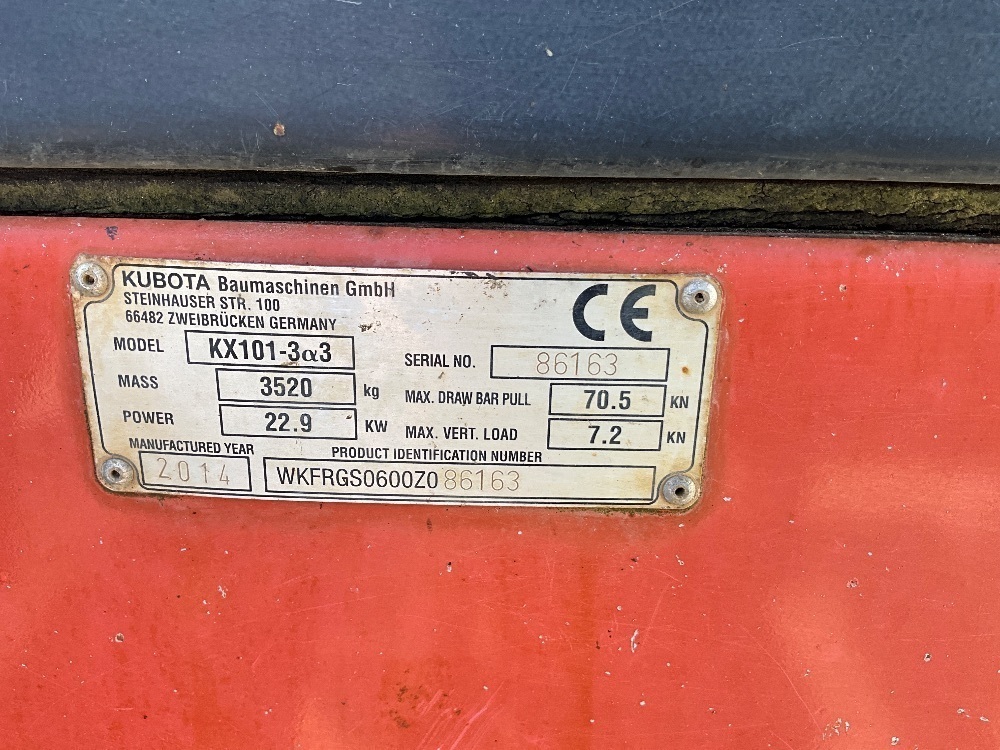 KUBOTA Baumaschinen GmbH
STEINHAUSER STR. 100
66482 ZWEIBRÜCKEN GERMANY
CE
MODEL KX101-3α3
SERIAL NO. 86163
MASS 3520 kg
MAX. DRAW BAR PULL 70.5 KN
POWER 22.9 KW
MAX. VERT. LOAD 7.2 KN
MANUFACTURED YEAR 2014
PRODUCT IDENTIFICATION NUMBER
WKFRGS0600Z086163